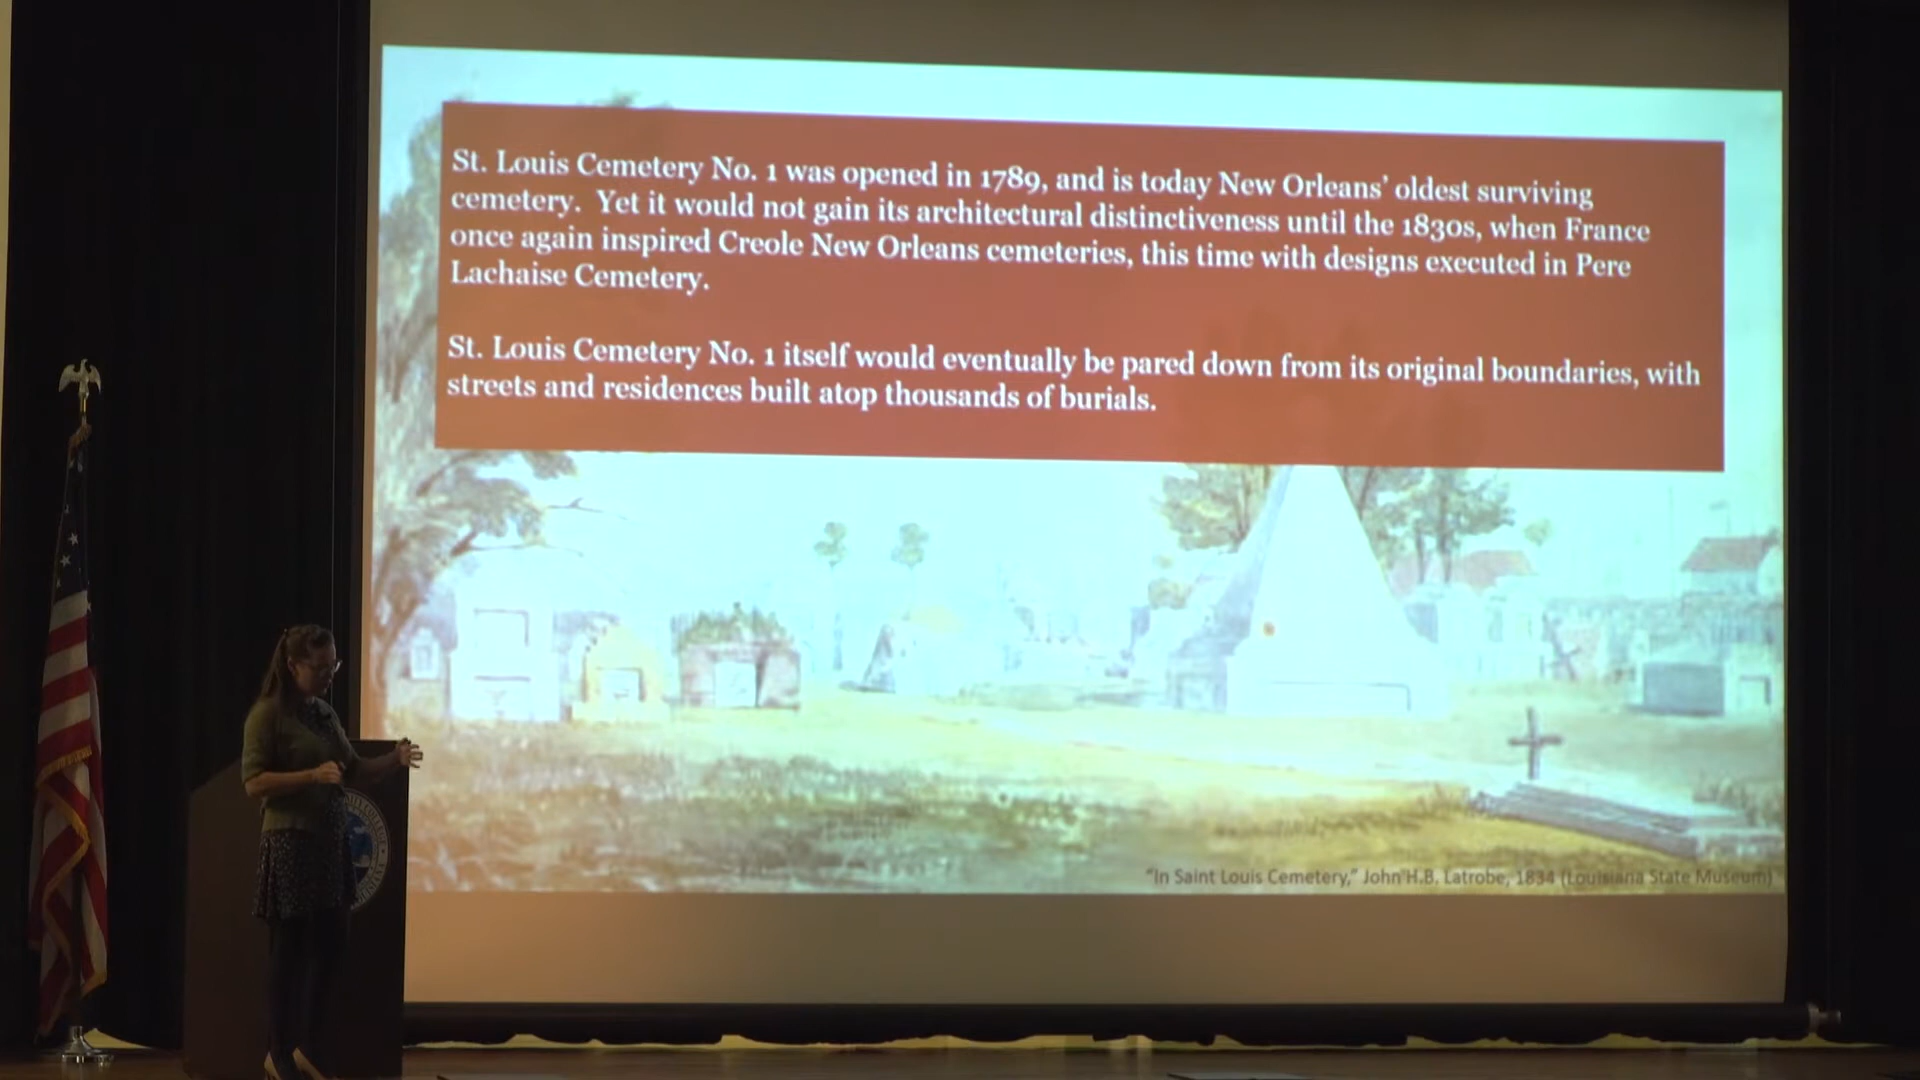 St. Louis Cemetery No. 1 was opened in 1789, and is today New Orleans' oldest surviving
cemetery. Yet it would not gain its architectural distinctiveness until the 1830s, when France
once again inspired Creole New Orleans cemeteries, this time with designs executed in Pere
Lachaise Cemetery.
St. Louis Cemetery No. 1 itself would eventually be pared down from its original boundaries, with
streets and residences built atop thousands of burials.
"In Saint Louis Cemetery," John H.B. Latrobe, 1834 (Louisiana State Museum)